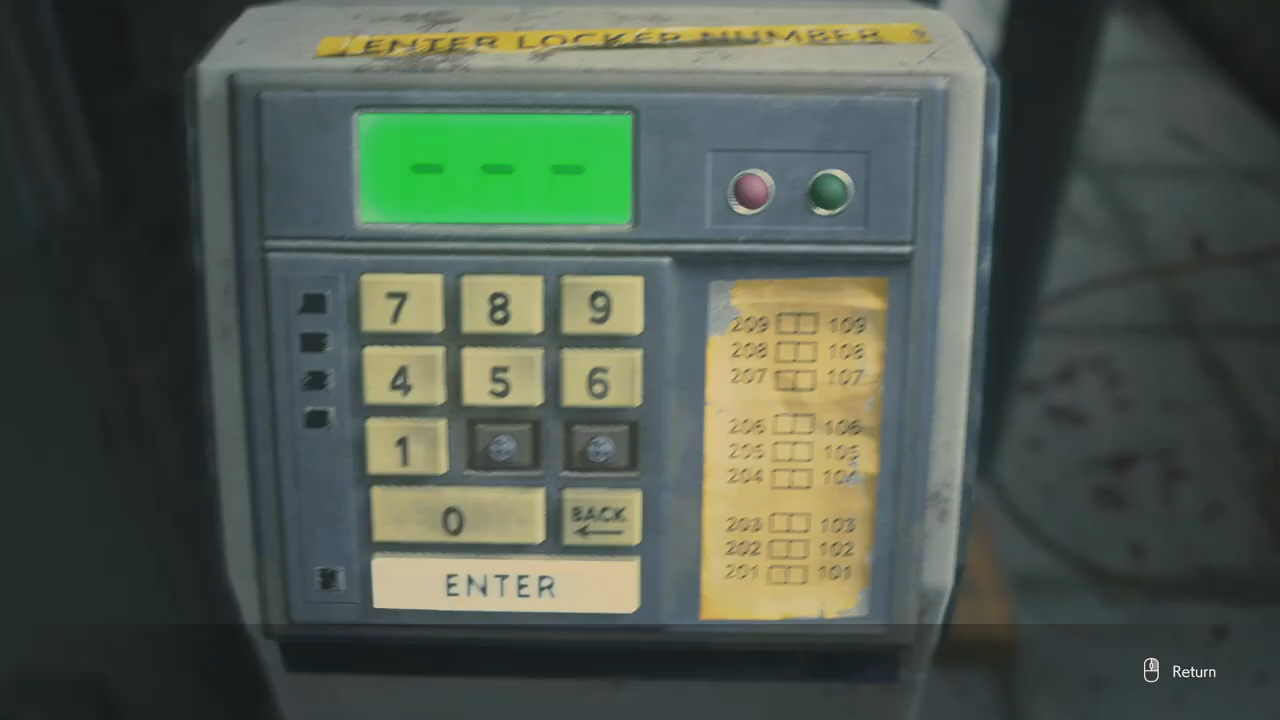 ENTER LOCKER NUMBER
- - -
7 8 9
4 5 6
1
0 BACK
ENTER
209 109
208 108
207 107
206 106
205 105
204 104
203 103
202 102
201 101
Return